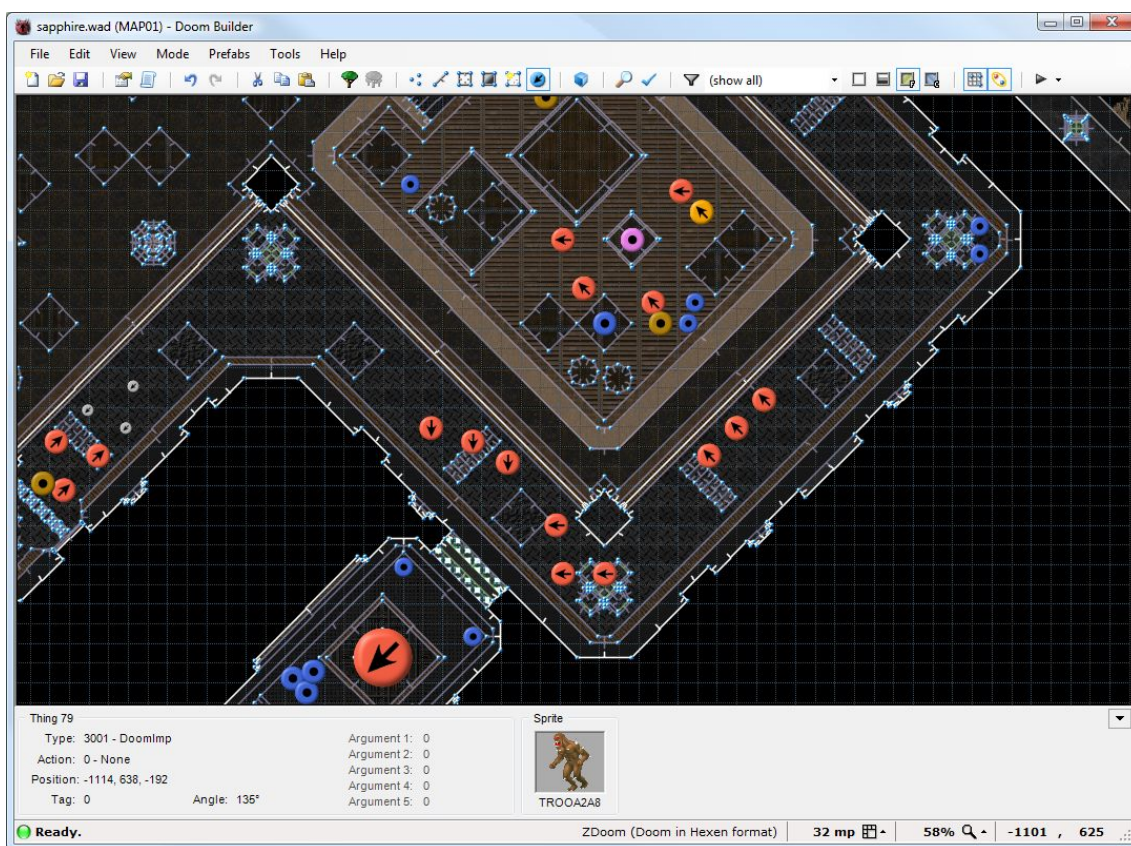 sapphire.wad (MAP01) - Doom Builder
File Edit View Mode Prefabs Tools Help
(show all)
Thing 79
Type: 3001 - DoomImp
Action: 0 - None
Position: -1114, 638, -192
Tag: 0 Angle: 135°
Argument 1: 0
Argument 2: 0
Argument 3: 0
Argument 4: 0
Argument 5: 0
Sprite
TROOA2A8
Ready. ZDoom (Doom in Hexen format) 32 mp 58% -1101 , 625